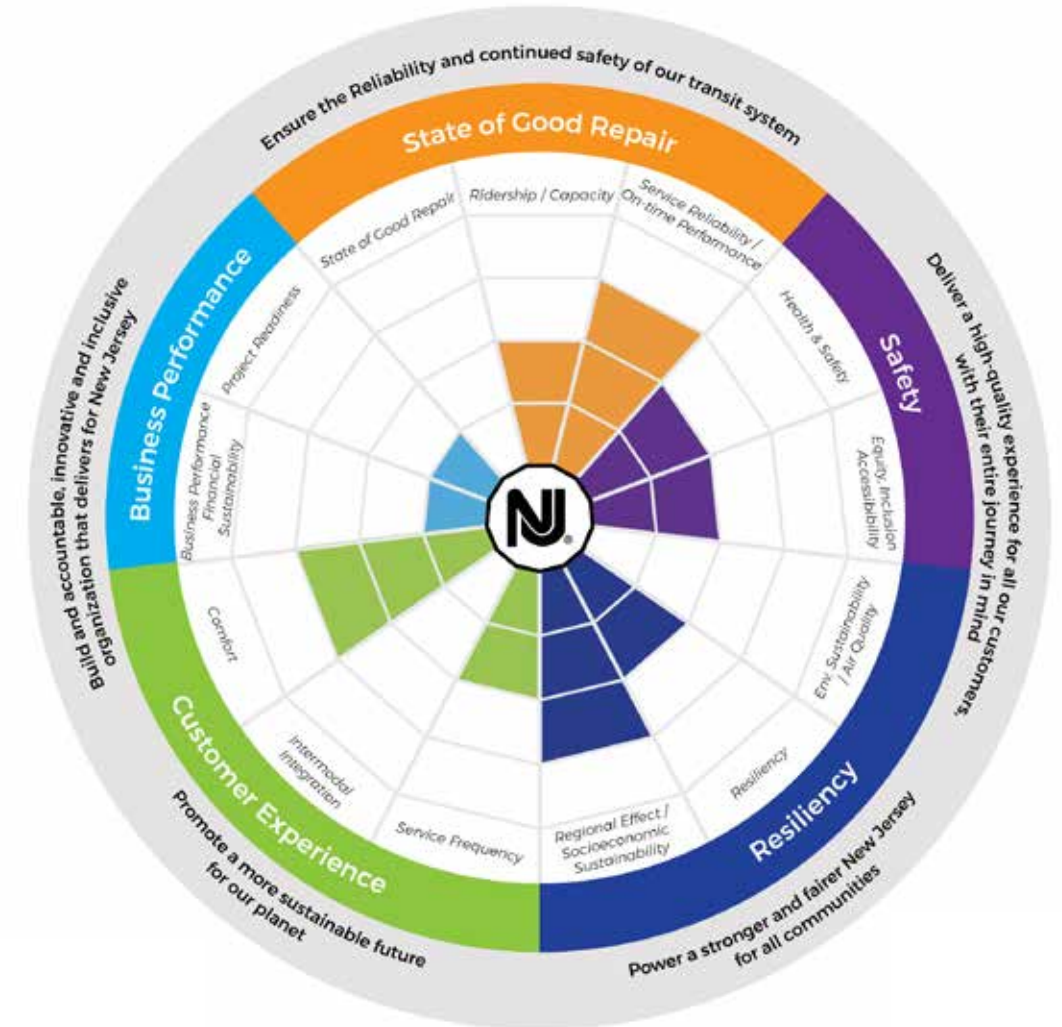 Ensure the Reliability and continued safety of our transit system
State of Good Repair
State of Good Repair
Ridership / Capacity
Service Reliability /
On-time Performance
Deliver a high-quality experience for all our customers,
with their entire journey in mind
Safety
Health & Safety
Equity, Inclusion
Accessibibility
Power a stronger and fairer New Jersey
for all communities
Resiliency
Env. Sustainability
/ Air Quality
Resiliency
Regional Effect /
Socioeconomic
Sustainability
Promote a more sustainable future
for our planet
Customer Experience
Service Frequency
Intermodal
Integration
Comfort
Build and accountable, innovative and inclusive
organization that delivers for New Jersey
Business Performance
Business Performance
Financial
Sustainability
Project Readiness
NJ®